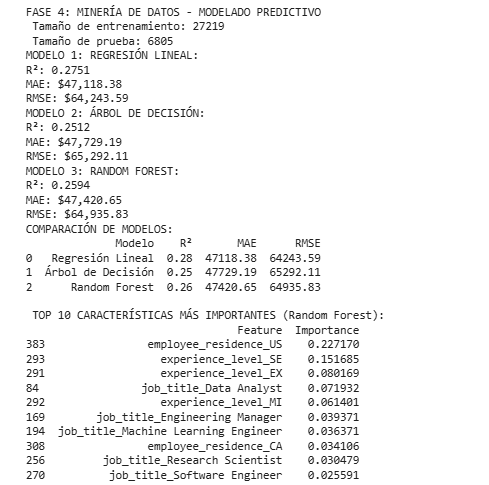 FASE 4: MINERÍA DE DATOS - MODELADO PREDICTIVO
Tamaño de entrenamiento: 27219
Tamaño de prueba: 6805
MODELO 1: REGRESIÓN LINEAL:
R²: 0.2751
MAE: $47,118.38
RMSE: $64,243.59
MODELO 2: ÁRBOL DE DECISIÓN:
R²: 0.2512
MAE: $47,729.19
RMSE: $65,292.11
MODELO 3: RANDOM FOREST:
R²: 0.2594
MAE: $47,420.65
RMSE: $64,935.83
COMPARACIÓN DE MODELOS:
Modelo R² MAE RMSE
0 Regresión Lineal 0.28 47118.38 64243.59
1 Árbol de Decisión 0.25 47729.19 65292.11
2 Random Forest 0.26 47420.65 64935.83
TOP 10 CARACTERÍSTICAS MÁS IMPORTANTES (Random Forest):
Feature Importance
383 employee_residence_US 0.227170
293 experience_level_SE 0.151685
291 experience_level_EX 0.080169
84 job_title_Data Analyst 0.071932
292 experience_level_MI 0.061401
169 job_title_Engineering Manager 0.039371
194 job_title_Machine Learning Engineer 0.036371
308 employee_residence_CA 0.034106
256 job_title_Research Scientist 0.030479
270 job_title_Software Engineer 0.025591